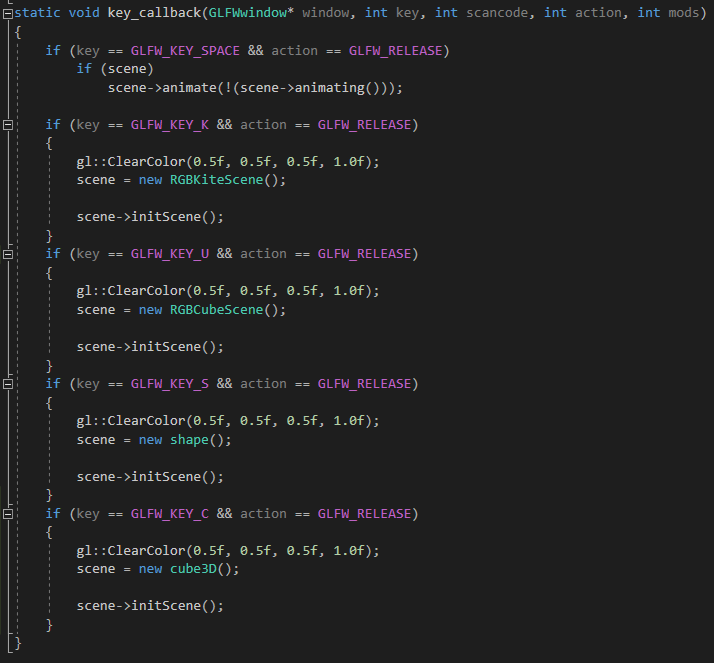 static void key_callback(GLFWwindow* window, int key, int scancode, int action, int mods)
{
    if (key == GLFW_KEY_SPACE && action == GLFW_RELEASE)
        if (scene)
            scene->animate(!(scene->animating()));

    if (key == GLFW_KEY_K && action == GLFW_RELEASE)
    {
        gl::ClearColor(0.5f, 0.5f, 0.5f, 1.0f);
        scene = new RGBKiteScene();

        scene->initScene();
    }
    if (key == GLFW_KEY_U && action == GLFW_RELEASE)
    {
        gl::ClearColor(0.5f, 0.5f, 0.5f, 1.0f);
        scene = new RGBCubeScene();

        scene->initScene();
    }
    if (key == GLFW_KEY_S && action == GLFW_RELEASE)
    {
        gl::ClearColor(0.5f, 0.5f, 0.5f, 1.0f);
        scene = new shape();

        scene->initScene();
    }
    if (key == GLFW_KEY_C && action == GLFW_RELEASE)
    {
        gl::ClearColor(0.5f, 0.5f, 0.5f, 1.0f);
        scene = new cube3D();

        scene->initScene();
    }
}